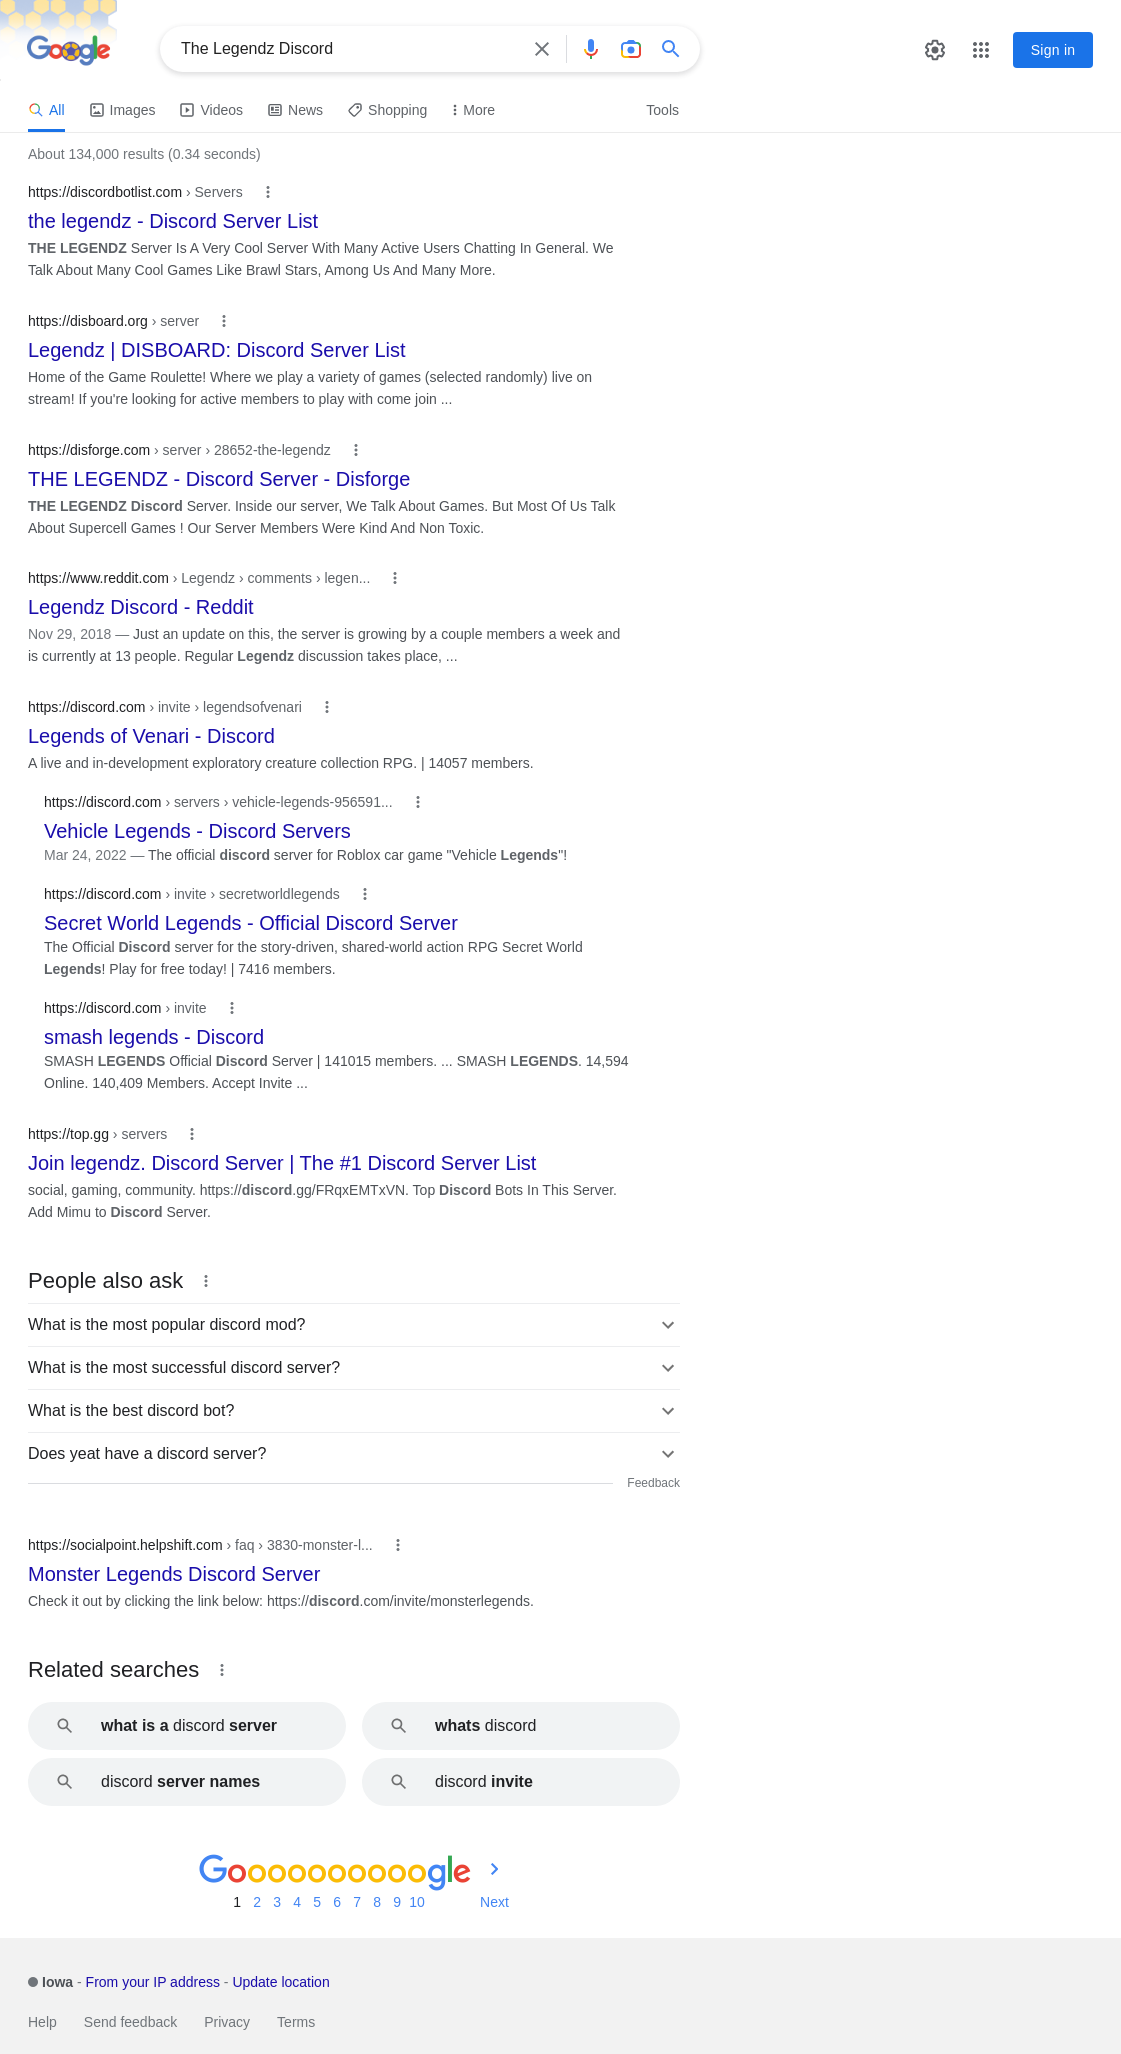 Google
The Legendz Discord
Sign in
All
Images
Videos
News
Shopping
More
Tools
About 134,000 results (0.34 seconds)
https://discordbotlist.com › Servers
the legendz - Discord Server List
THE LEGENDZ Server Is A Very Cool Server With Many Active Users Chatting In General. We
Talk About Many Cool Games Like Brawl Stars, Among Us And Many More.
https://disboard.org › server
Legendz | DISBOARD: Discord Server List
Home of the Game Roulette! Where we play a variety of games (selected randomly) live on
stream! If you're looking for active members to play with come join ...
https://disforge.com › server › 28652-the-legendz
THE LEGENDZ - Discord Server - Disforge
THE LEGENDZ Discord Server. Inside our server, We Talk About Games. But Most Of Us Talk
About Supercell Games ! Our Server Members Were Kind And Non Toxic.
https://www.reddit.com › Legendz › comments › legen...
Legendz Discord - Reddit
Nov 29, 2018 — Just an update on this, the server is growing by a couple members a week and
is currently at 13 people. Regular Legendz discussion takes place, ...
https://discord.com › invite › legendsofvenari
Legends of Venari - Discord
A live and in-development exploratory creature collection RPG. | 14057 members.
https://discord.com › servers › vehicle-legends-956591...
Vehicle Legends - Discord Servers
Mar 24, 2022 — The official discord server for Roblox car game "Vehicle Legends"!
https://discord.com › invite › secretworldlegends
Secret World Legends - Official Discord Server
The Official Discord server for the story-driven, shared-world action RPG Secret World
Legends! Play for free today! | 7416 members.
https://discord.com › invite
smash legends - Discord
SMASH LEGENDS Official Discord Server | 141015 members. ... SMASH LEGENDS. 14,594
Online. 140,409 Members. Accept Invite ...
https://top.gg › servers
Join legendz. Discord Server | The #1 Discord Server List
social, gaming, community. https://discord.gg/FRqxEMTxVN. Top Discord Bots In This Server.
Add Mimu to Discord Server.
People also ask
What is the most popular discord mod?
What is the most successful discord server?
What is the best discord bot?
Does yeat have a discord server?
Feedback
https://socialpoint.helpshift.com › faq › 3830-monster-l...
Monster Legends Discord Server
Check it out by clicking the link below: https://discord.com/invite/monsterlegends.
Related searches
what is a discord server
whats discord
discord server names
discord invite
Goooooooooogle
1 2 3 4 5 6 7 8 9 10 Next
Iowa - From your IP address - Update location
Help Send feedback Privacy Terms